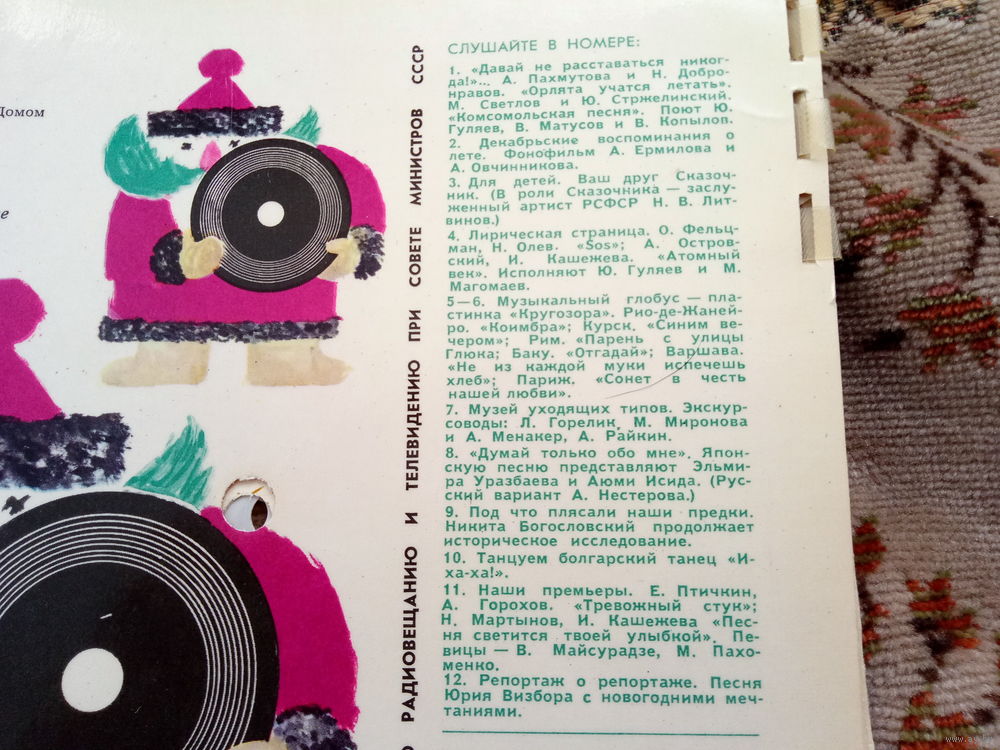 Домом
СЛУШАЙТЕ В НОМЕРЕ:
1. «Давай не расставаться никог-
да!»... А. Пахмутова и Н. Добро-
нравов. «Орлята учатся летать».
М. Светлов и Ю. Стржелинский.
«Комсомольская песня». Поют Ю.
Гуляев, В. Матусов и В. Копылов.
2. Декабрьские воспоминания о
лете. Фонофильм А. Ермилова и
А. Овчинникова.
3. Для детей. Ваш друг Сказоч-
ник. (В роли Сказочника — заслу-
женный артист РСФСР Н. В. Лит-
винов.)
4. Лирическая страница. О. Фельц-
ман, Н. Олев. «Sos»; А. Остров-
ский, И. Кашежева. «Атомный
век». Исполняют Ю. Гуляев и М.
Магомаев.
5—6. Музыкальный глобус — пла-
стинка «Кругозора». Рио-де-Жаней-
ро. «Коимбра»; Курск. «Синим ве-
чером»; Рим. «Парень с улицы
Глюка; Баку. «Отгадай»; Варшава.
«Не из каждой муки испечешь
хлеб»; Париж. «Сонет в честь
нашей любви».
7. Музей уходящих типов. Экскур-
соводы: Л. Горелик, М. Миронова
и А. Менакер, А. Райкин.
8. «Думай только обо мне». Япон-
скую песню представляют Эльми-
ра Уразбаева и Аюми Исида. (Рус-
ский вариант А. Нестерова.)
9. Под что плясали наши предки.
Никита Богословский продолжает
историческое исследование.
10. Танцуем болгарский танец «И-
ха-ха!».
11. Наши премьеры. Е. Птичкин,
А. Горохов. «Тревожный стук»;
Н. Мартынов, И. Кашежева «Пес-
ня светится твоей улыбкой». Пе-
вицы — В. Майсурадзе, М. Пахо-
менко.
12. Репортаж о репортаже. Песня
Юрия Визбора с новогодними меч-
таниями.
РАДИОВЕЩАНИЮ И ТЕЛЕВИДЕНИЮ ПРИ СОВЕТЕ МИНИСТРОВ СССР